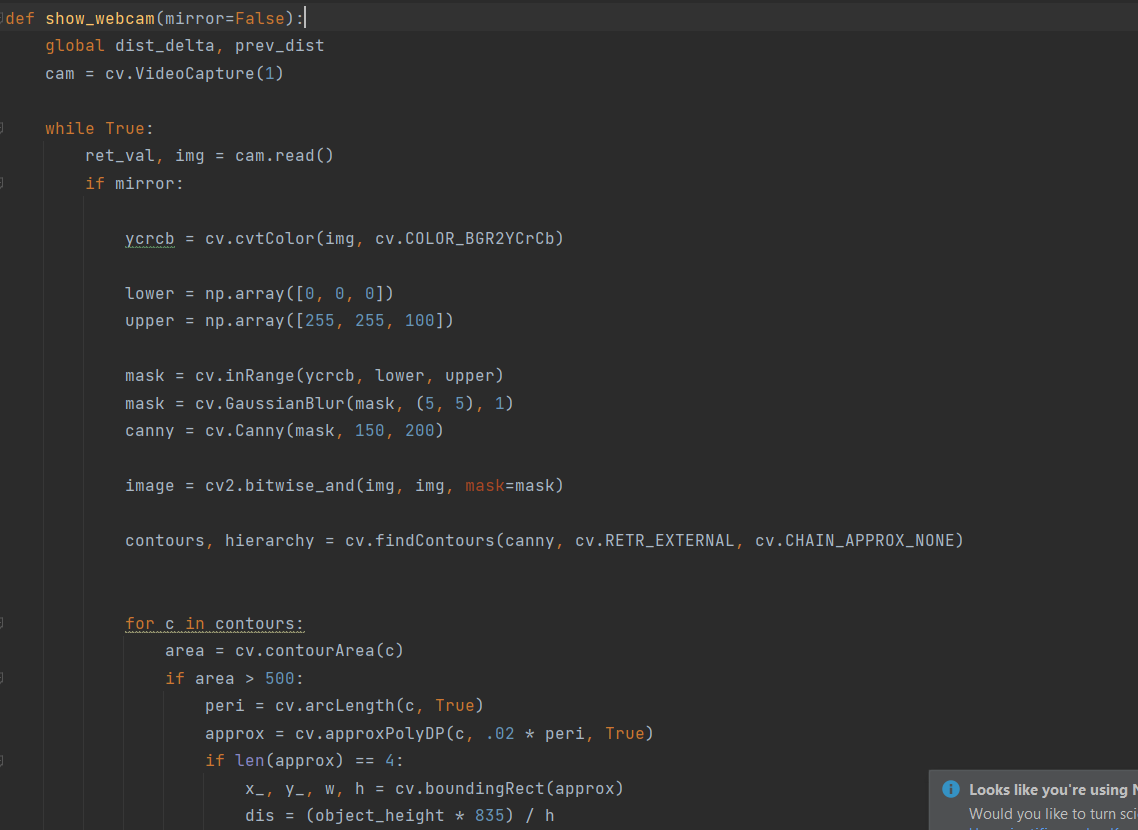 def show_webcam(mirror=False):
    global dist_delta, prev_dist
    cam = cv.VideoCapture(1)
    while True:
        ret_val, img = cam.read()
        if mirror:
            ycrcb = cv.cvtColor(img, cv.COLOR_BGR2YCrCb)
            lower = np.array([0, 0, 0])
            upper = np.array([255, 255, 100])
            mask = cv.inRange(ycrcb, lower, upper)
            mask = cv.GaussianBlur(mask, (5, 5), 1)
            canny = cv.Canny(mask, 150, 200)
            image = cv2.bitwise_and(img, img, mask=mask)
            contours, hierarchy = cv.findContours(canny, cv.RETR_EXTERNAL, cv.CHAIN_APPROX_NONE)
            for c in contours:
                area = cv.contourArea(c)
                if area > 500:
                    peri = cv.arcLength(c, True)
                    approx = cv.approxPolyDP(c, .02 * peri, True)
                    if len(approx) == 4:
                        x_, y_, w, h = cv.boundingRect(approx)
                        dis = (object_height * 835) / h
Looks like you're using
Would you like to turn sci